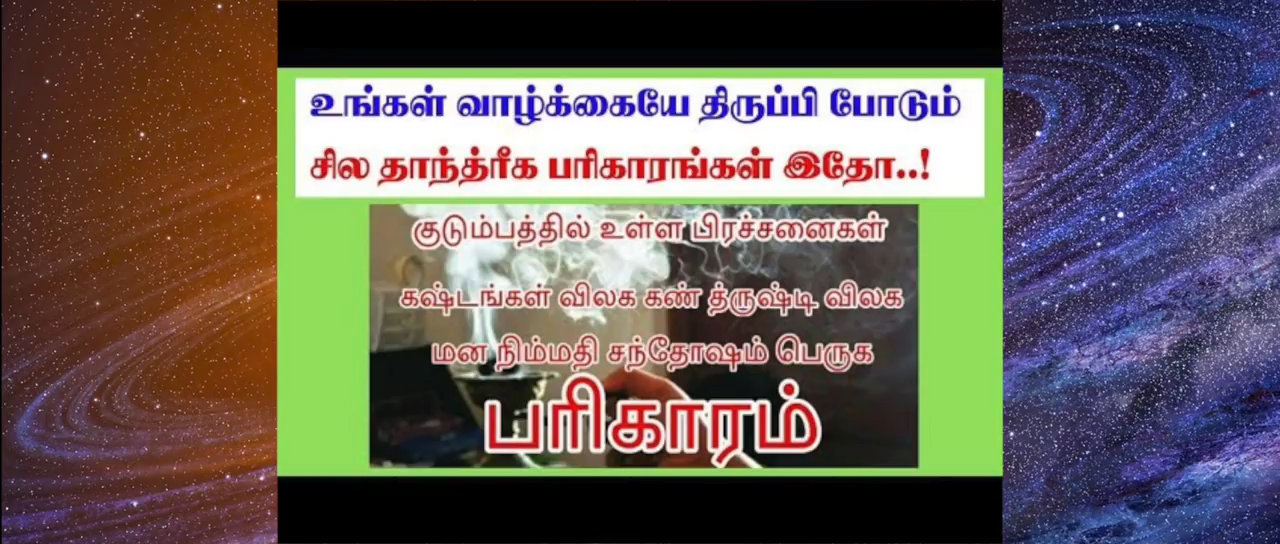 உங்கள் வாழ்க்கையே திருப்பி போடும்
சில தாந்த்ரீக பரிகாரங்கள் இதோ..!
குடும்பத்தில் உள்ள பிரச்சனைகள்
கஷ்டங்கள் விலக கண் த்ருஷ்டி விலக
மன நிம்மதி சந்தோஷம் பெருக
பரிகாரம்